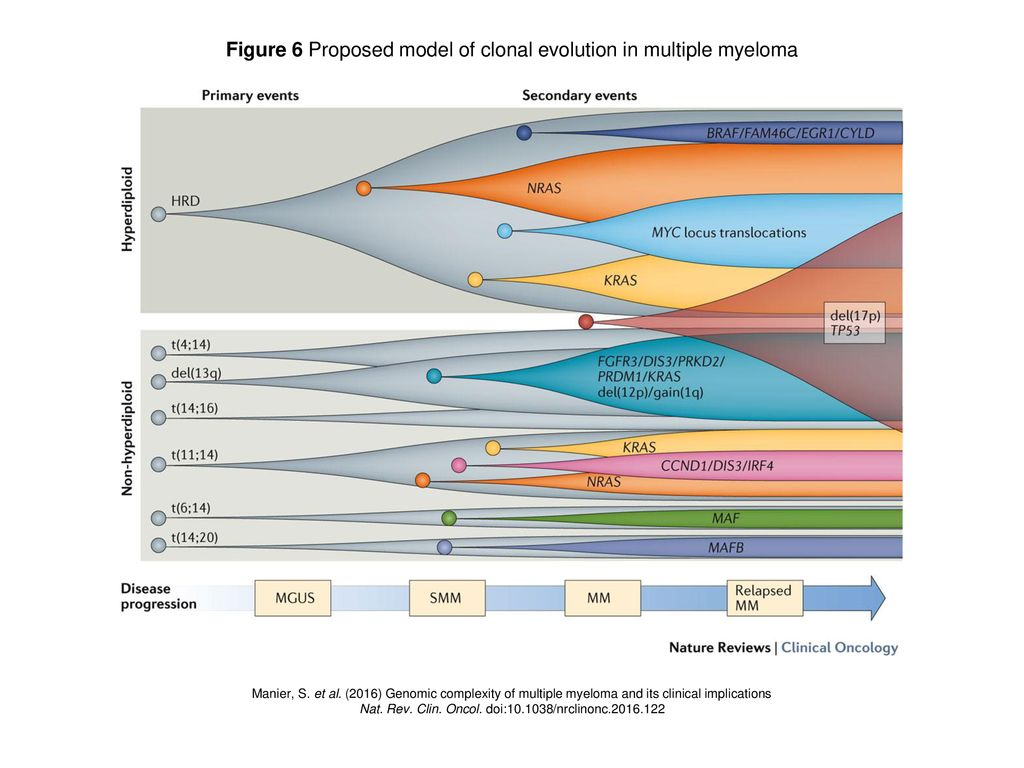 Figure 6 Proposed model of clonal evolution in multiple myeloma
Primary events
Secondary events
Hyperdiploid
HRD
BRAF/FAM46C/EGR1/CYLD
NRAS
MYC locus translocations
KRAS
del(17p)
TP53
Non-hyperdiploid
t(4;14)
del(13q)
t(14;16)
t(11;14)
t(6;14)
t(14;20)
FGFR3/DIS3/PRKD2/
PRDM1/KRAS
del(12p)/gain(1q)
KRAS
CCND1/DIS3/IRF4
NRAS
MAF
MAFB
Disease
progression
MGUS
SMM
MM
Relapsed
MM
Nature Reviews | Clinical Oncology
Manier, S. et al. (2016) Genomic complexity of multiple myeloma and its clinical implications
Nat. Rev. Clin. Oncol. doi:10.1038/nrclinonc.2016.122